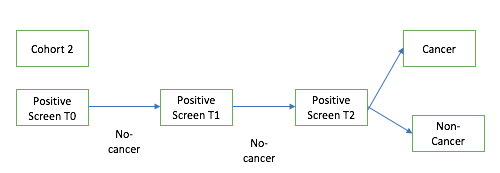 Cohort 2
Cancer
Positive
Screen T0
Positive
Screen T1
Positive
Screen T2
No-
cancer
No-
cancer
Non-
Cancer